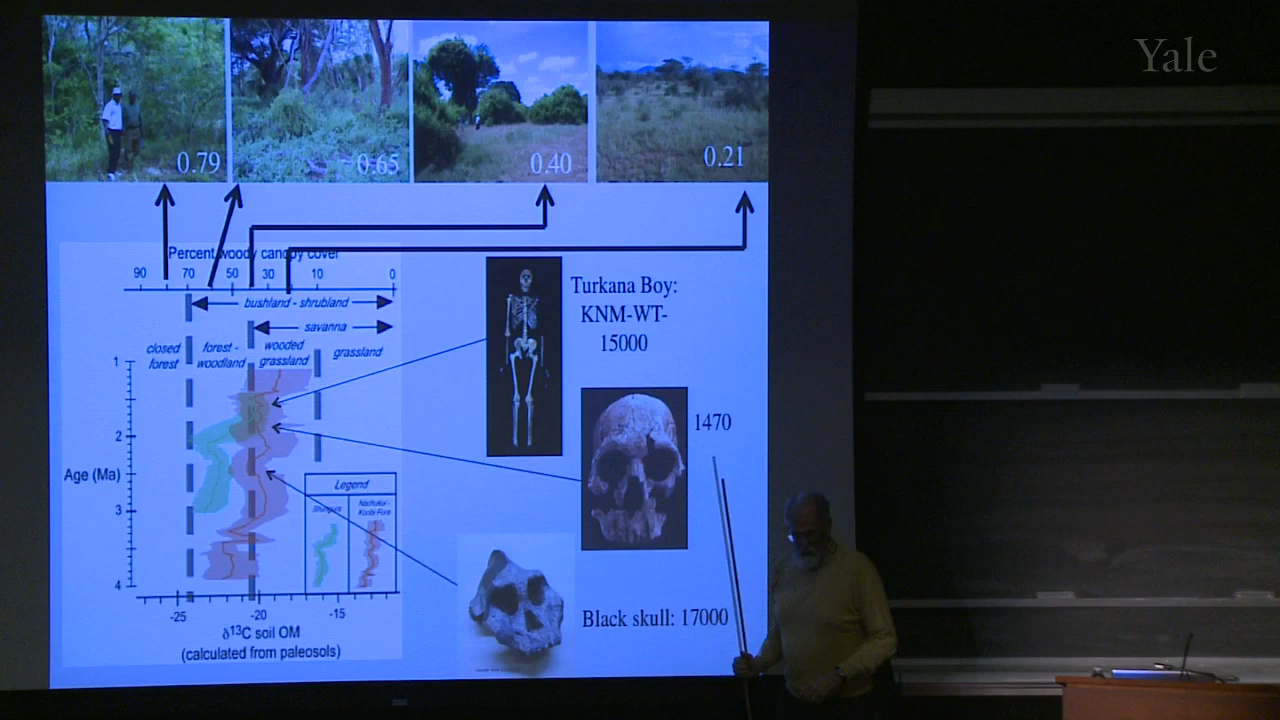 Yale
0.79
0.65
0.40
0.21
Percent woody canopy cover
90 70 50 30 10 0
bushland - shrubland
savanna
closed forest
forest - woodland
wooded grassland
grassland
1
2
3
4
Age (Ma)
Legend
Shungura
Nachukui - Koobi Fora
-25 -20 -15
δ13C soil OM
(calculated from paleosols)
Turkana Boy:
KNM-WT-
15000
1470
Black skull: 17000